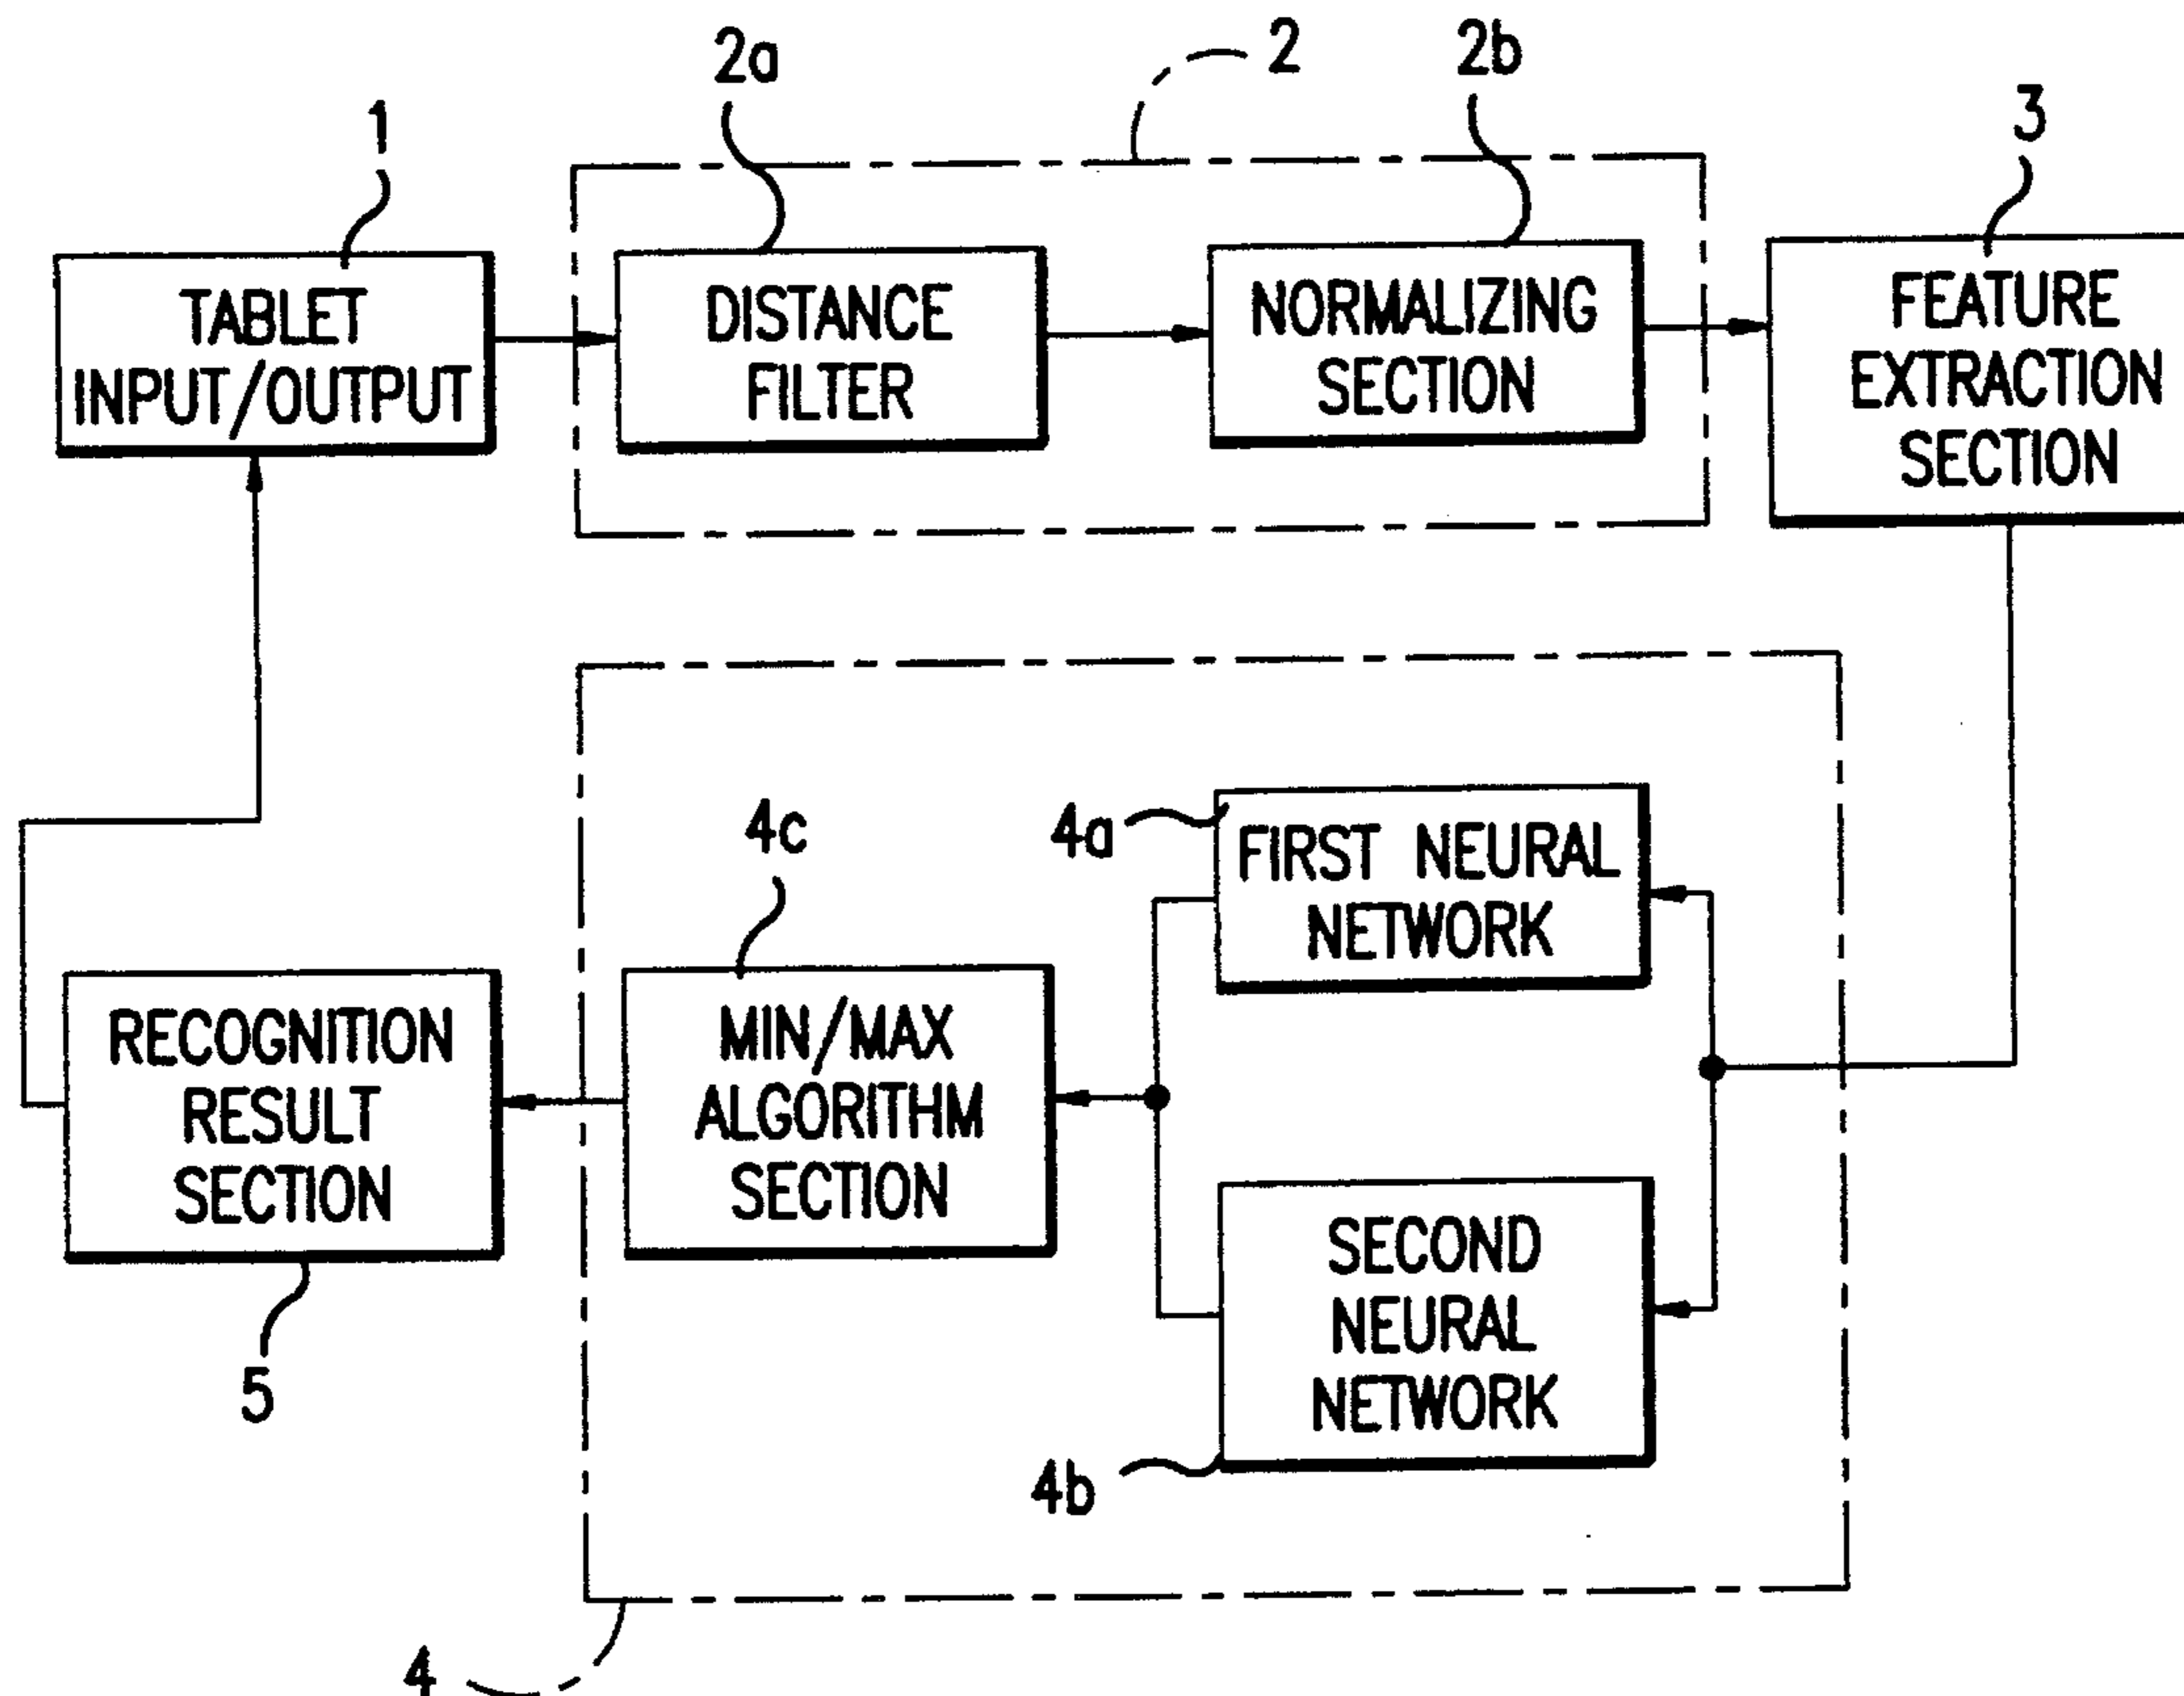 2a
2
2b
1
3
TABLET
INPUT/OUTPUT
DISTANCE
FILTER
NORMALIZING
SECTION
FEATURE
EXTRACTION
SECTION
4c
4a
FIRST NEURAL
NETWORK
RECOGNITION
RESULT
SECTION
MIN/MAX
ALGORITHM
SECTION
SECOND
NEURAL
NETWORK
5
4b
4